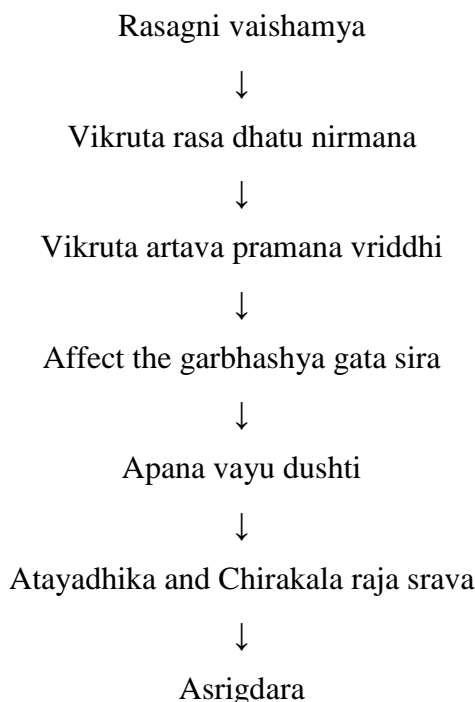 Rasagni vaishamya
↓
Vikruta rasa dhatu nirmana
↓
Vikruta artava pramana vriddhi
↓
Affect the garbhashya gata sira
↓
Apana vayu dushti
↓
Atayadhika and Chirakala raja srava
↓
Asrigdara